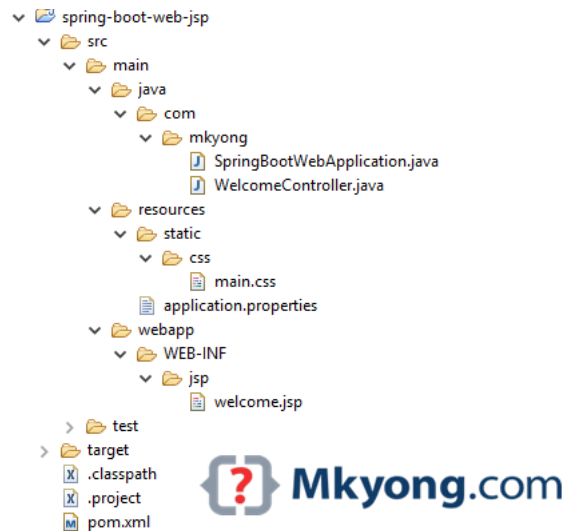 spring-boot-web-jsp
src
main
java
com
mkyong
SpringBootWebApplication.java
WelcomeController.java
resources
static
css
main.css
application.properties
webapp
WEB-INF
jsp
welcome.jsp
test
target
.classpath
.project
pom.xml
{?} Mkyong.com